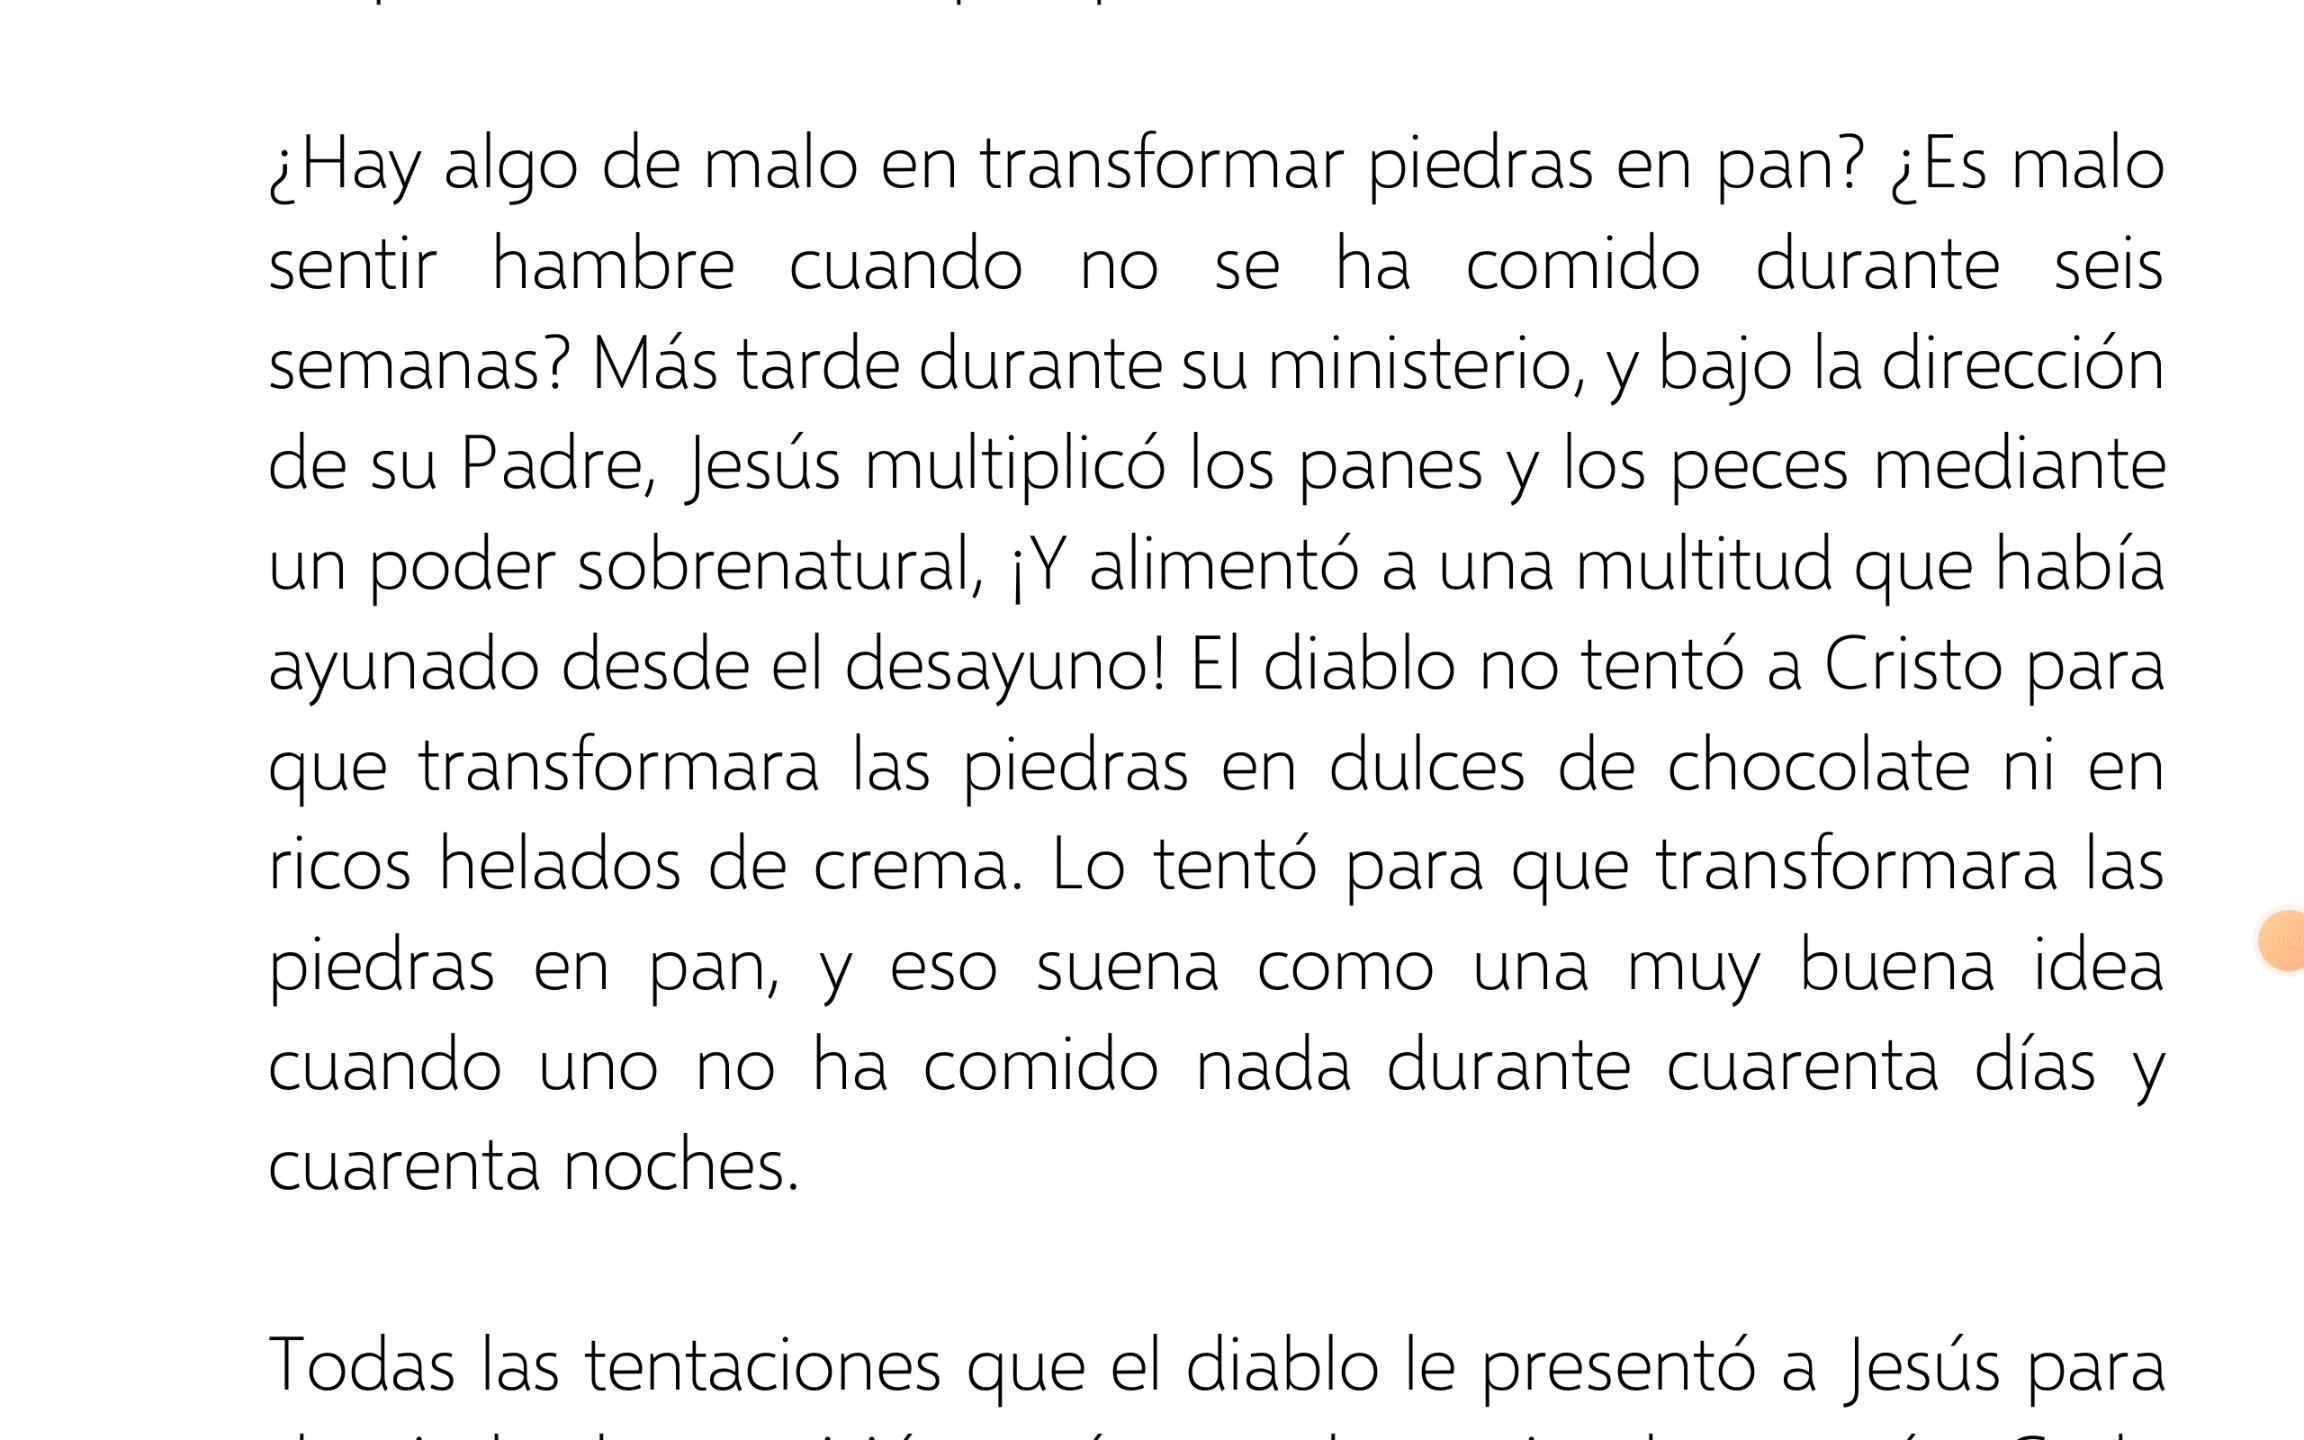 ¿Hay algo de malo en transformar piedras en pan? ¿Es malo
sentir hambre cuando no se ha comido durante seis
semanas? Más tarde durante su ministerio, y bajo la dirección
de su Padre, Jesús multiplicó los panes y los peces mediante
un poder sobrenatural, ¡Y alimentó a una multitud que había
ayunado desde el desayuno! El diablo no tentó a Cristo para
que transformara las piedras en dulces de chocolate ni en
ricos helados de crema. Lo tentó para que transformara las
piedras en pan, y eso suena como una muy buena idea
cuando uno no ha comido nada durante cuarenta días y
cuarenta noches.
Todas las tentaciones que el diablo le presentó a Jesús para